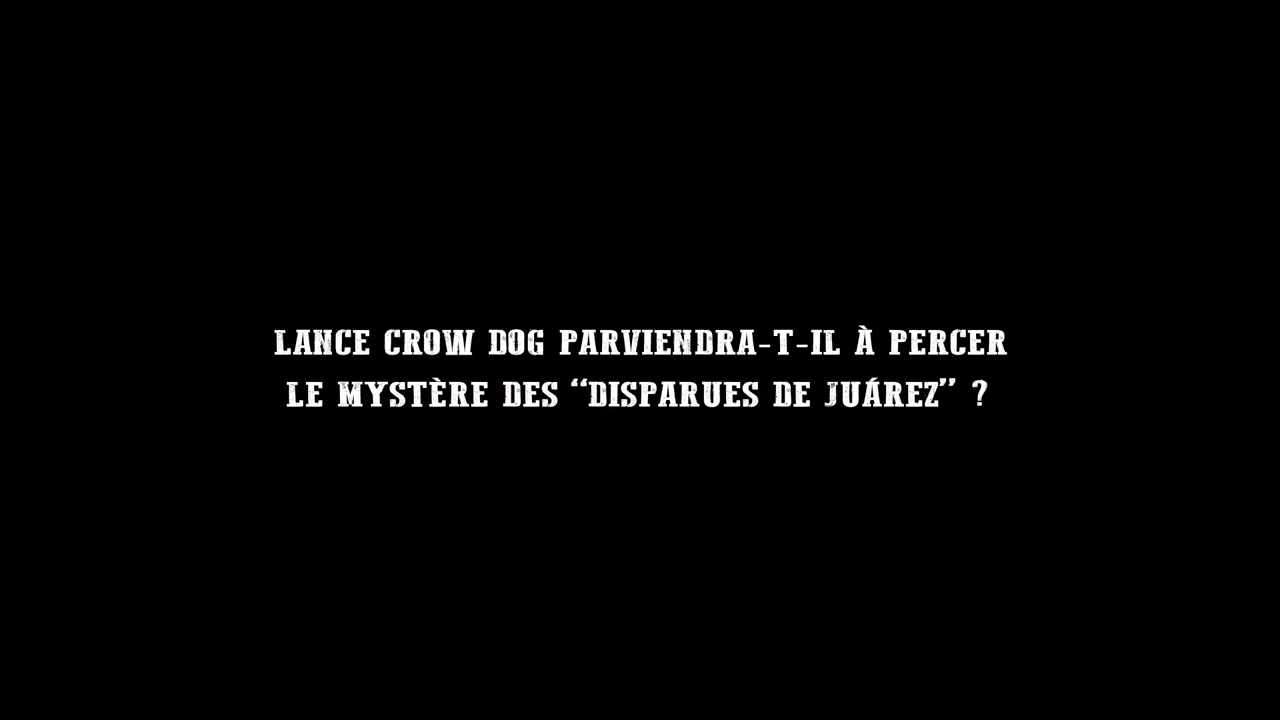 LANCE CROW DOG PARVIENDRA-T-IL À PERCER
LE MYSTÈRE DES “DISPARUES DE JUÁREZ” ?